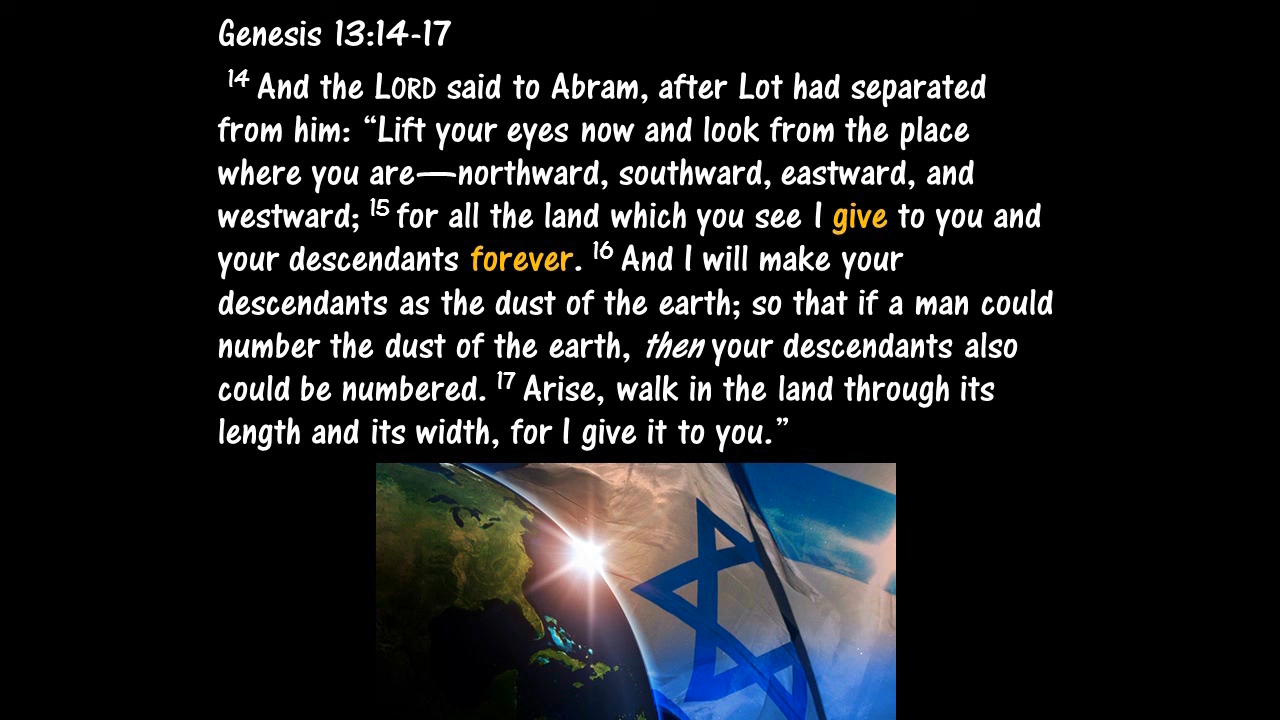 Genesis 13:14-17
14 And the LORD said to Abram, after Lot had separated
from him: “Lift your eyes now and look from the place
where you are—northward, southward, eastward, and
westward; 15 for all the land which you see I give to you and
your descendants forever. 16 And I will make your
descendants as the dust of the earth; so that if a man could
number the dust of the earth, then your descendants also
could be numbered. 17 Arise, walk in the land through its
length and its width, for I give it to you.”